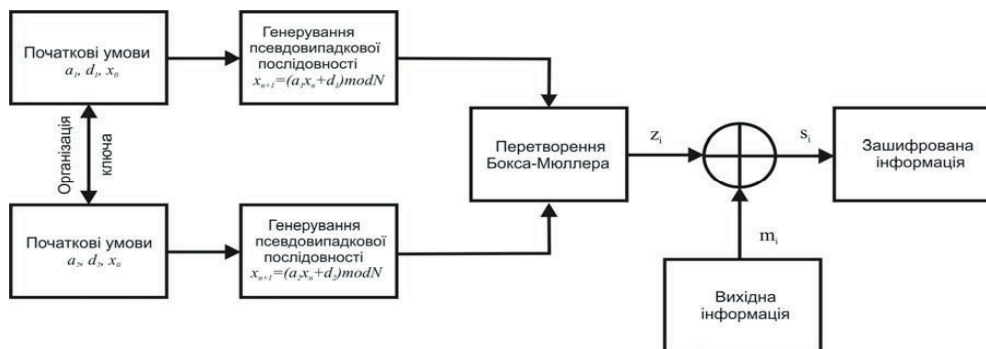 Початкові умови
a₁, d₁, x₀
Генерування
псевдовипадкової
послідовності
xₙ₊₁=(a₁xₙ+d₁)modN
Організація
ключа
Початкові умови
a₂, d₂, x₀
Генерування
псевдовипадкової
послідовності
xₙ₊₁=(a₂xₙ+d₂)modN
Перетворення
Бокса-Мюллера
zᵢ
sᵢ
Зашифрована
інформація
mᵢ
Вихідна
інформація